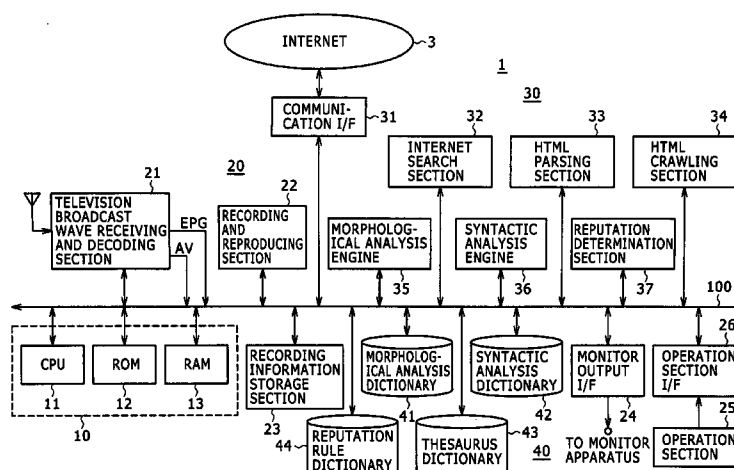 INTERNET
3
1
COMMUNI-
CATION I/F
31
30
32
INTERNET
SEARCH
SECTION
33
HTML
PARSING
SECTION
34
HTML
CRAWLING
SECTION
20
21
TELEVISION
BROADCAST
WAVE RECEIVING
AND DECODING
SECTION
EPG
AV
22
RECORDING
AND
REPRODUCING
SECTION
MORPHOLOG-
ICAL ANALYSIS
ENGINE
35
SYNTACTIC
ANALYSIS
ENGINE
36
REPUTATION
DETERMINATION
SECTION
37
100
CPU
11
ROM
12
RAM
13
10
RECORDING
INFORMATION
STORAGE
SECTION
23
MORPHOLOG-
ICAL ANALYSIS
DICTIONARY
41
SYNTACTIC
ANALYSIS
DICTIONARY
42
MONITOR
OUTPUT
I/F
24
TO MONITOR
APPARATUS
26
OPERATION
SECTION I/F
25
OPERATION
SECTION
44
REPUTATION
RULE
DICTIONARY
43
THESAURUS
DICTIONARY
40